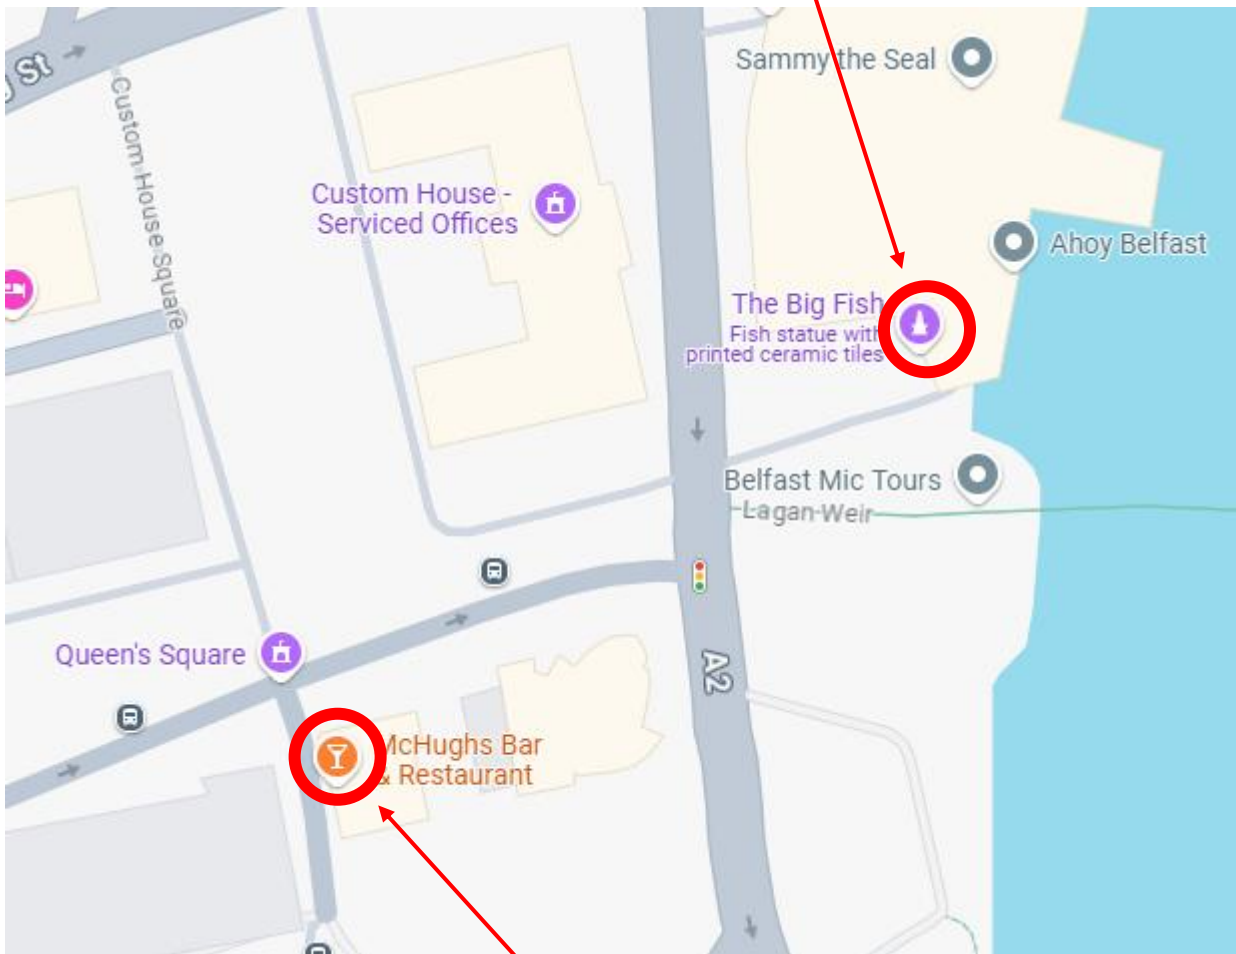 St
Custom House Square
Sammy the Seal
Custom House -
Serviced Offices
Ahoy Belfast
The Big Fish
Fish statue with
printed ceramic tiles
Belfast Mic Tours
Lagan Weir
Queen's Square
A2
McHughs Bar
& Restaurant